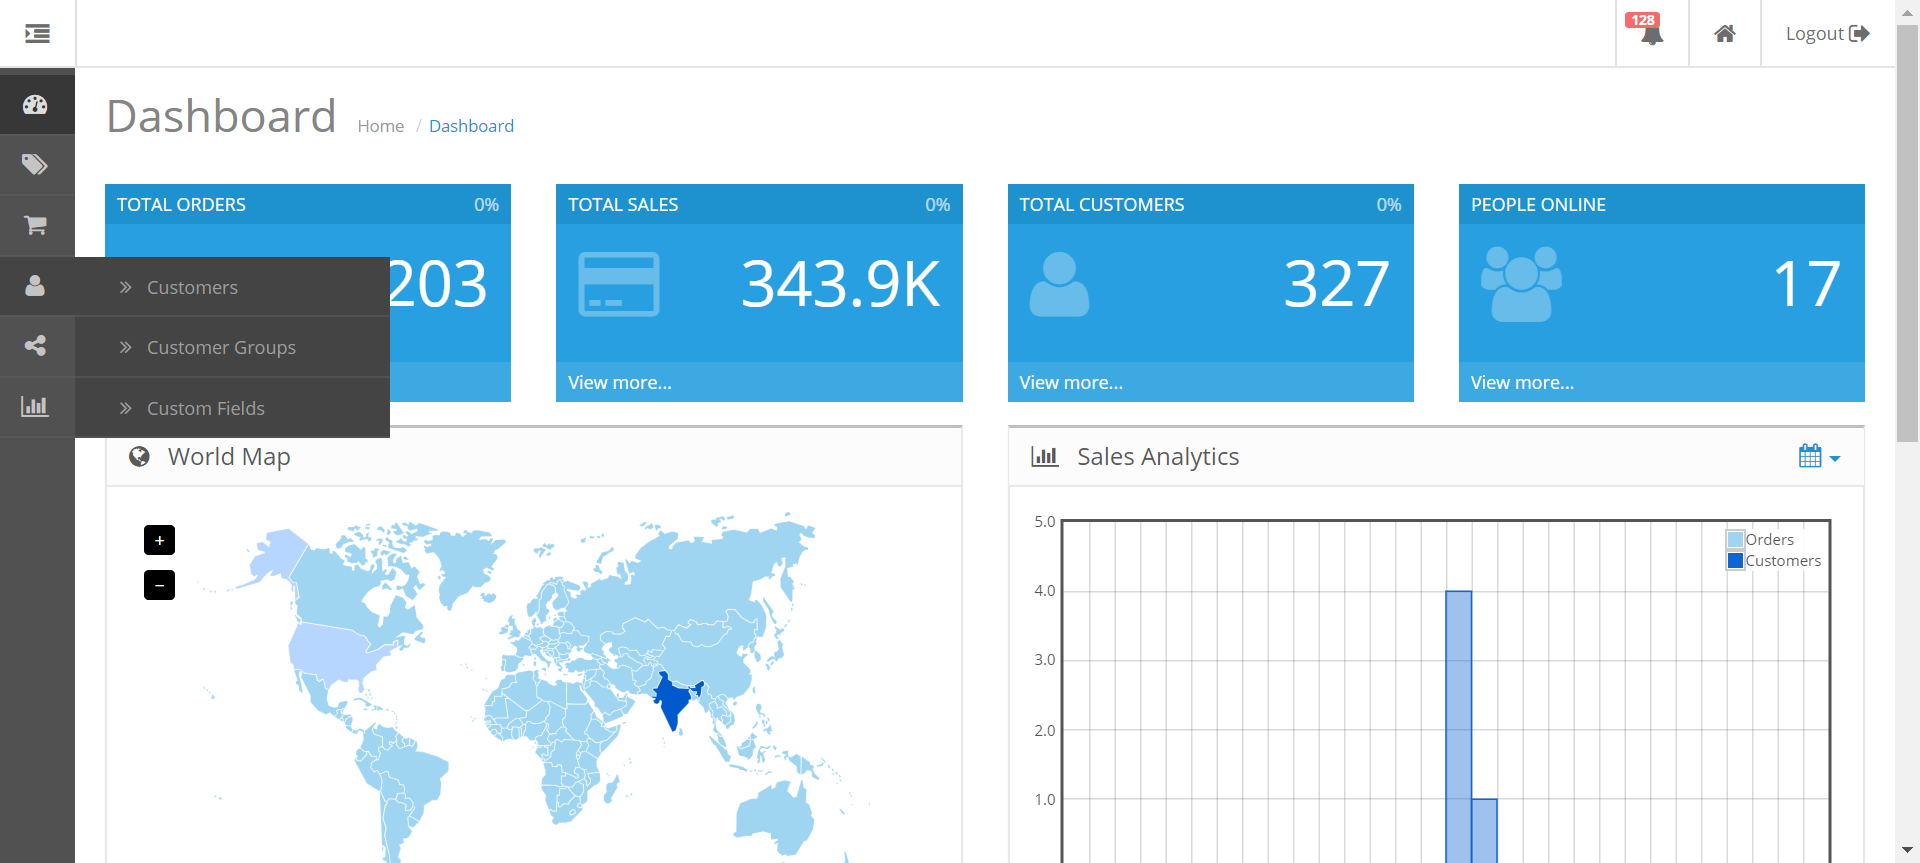 128
Logout
Dashboard
Home / Dashboard
TOTAL ORDERS 0%
203
TOTAL SALES 0%
343.9K
View more...
TOTAL CUSTOMERS 0%
327
View more...
PEOPLE ONLINE
17
View more...
Customers
Customer Groups
Custom Fields
World Map
+
−
Sales Analytics
5.0
4.0
3.0
2.0
1.0
Orders
Customers